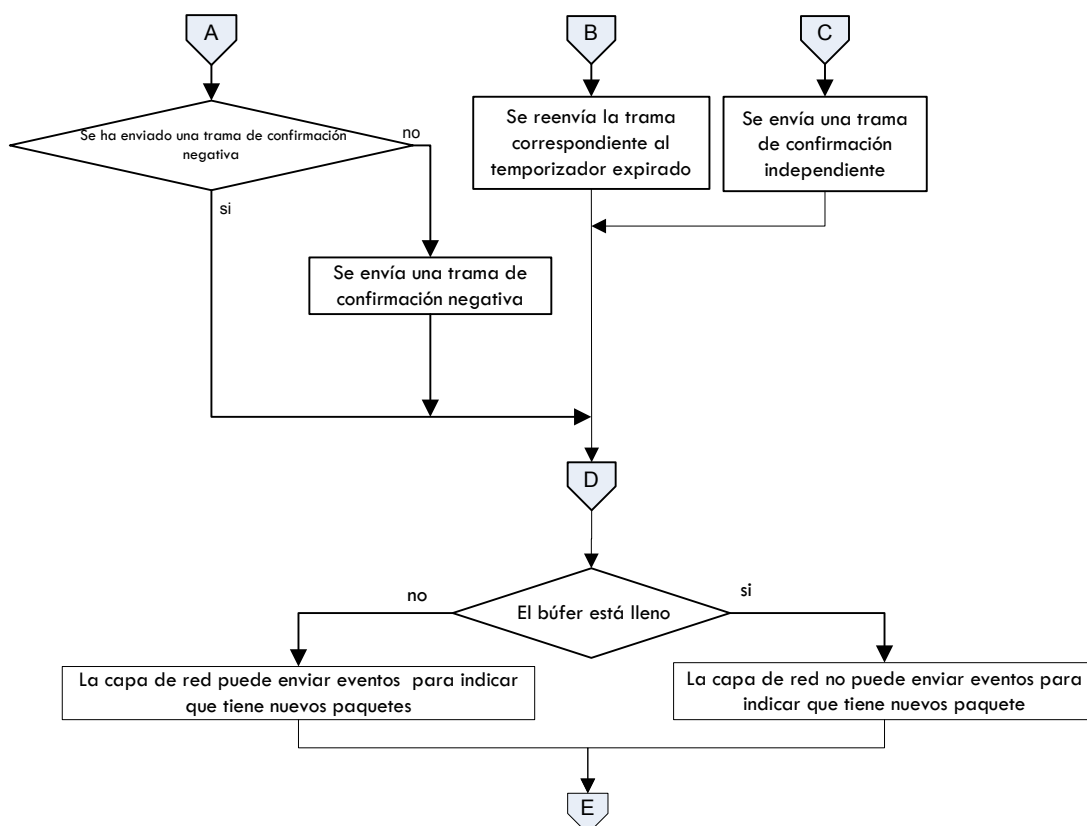 A
B
C
Se ha enviado una trama de confirmación
negativa
no
si
Se reenvía la trama
correspondiente al
temporizador expirado
Se envía una trama
de confirmación
independiente
Se envía una trama de
confirmación negativa
D
El búfer está lleno
no
si
La capa de red puede enviar eventos para indicar
que tiene nuevos paquetes
La capa de red no puede enviar eventos para
indicar que tiene nuevos paquete
E